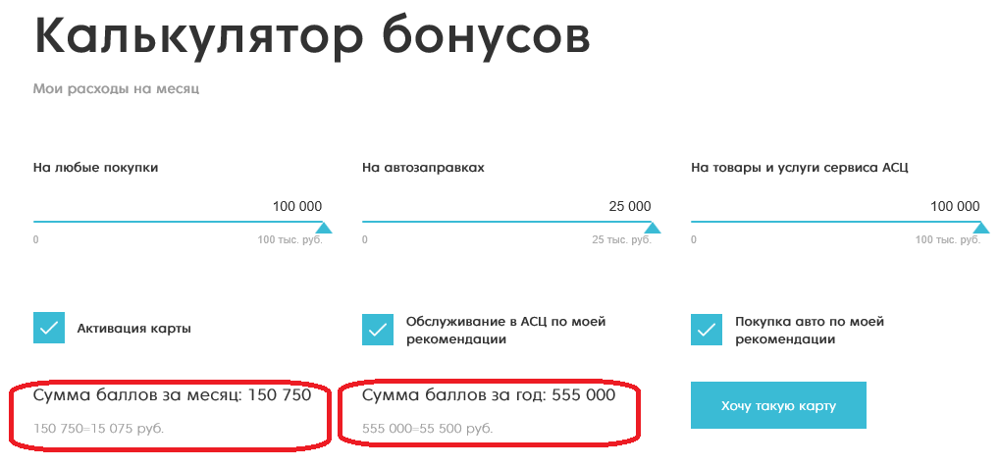 Калькулятор бонусов
Мои расходы на месяц
На любые покупки
100 000
0 100 тыс. руб.
На автозаправках
25 000
0 25 тыс. руб.
На товары и услуги сервиса АСЦ
100 000
0 100 тыс. руб.
Активация карты
Обслуживание в АСЦ по моей
рекомендации
Покупка авто по моей
рекомендации
Сумма баллов за месяц: 150 750
150 750=15 075 руб.
Сумма баллов за год: 555 000
555 000=55 500 руб.
Хочу такую карту